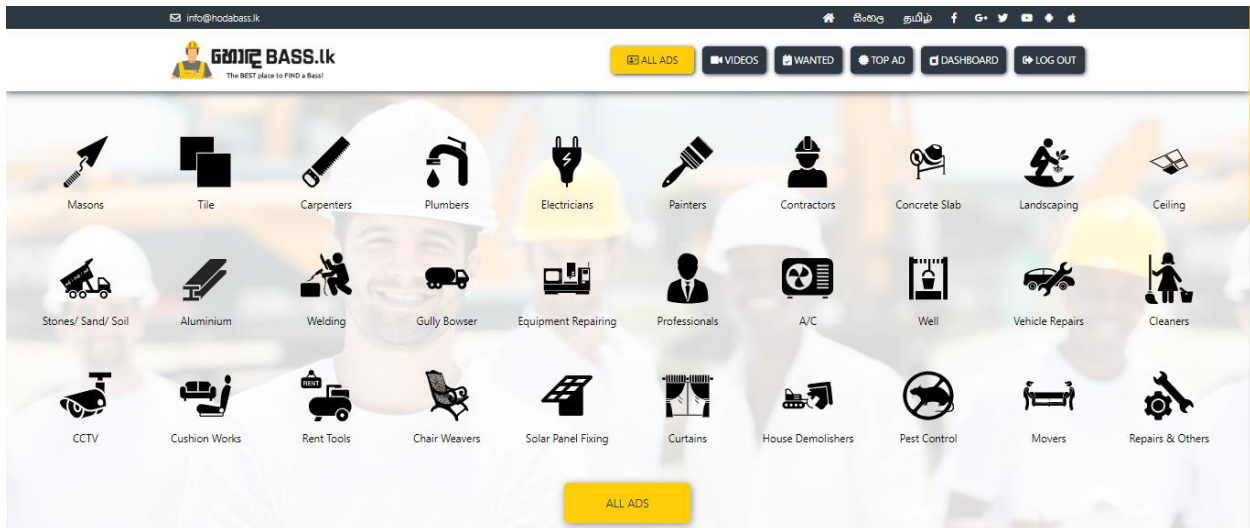 info@hodabass.lk
සිංහල தமிழ் f G+
හොඳ BASS.lk
The BEST place to FIND a Bass!
ALL ADS VIDEOS WANTED TOP AD DASHBOARD LOG OUT
Masons Tile Carpenters Plumbers Electricians Painters Contractors Concrete Slab Landscaping Ceiling
Stones/ Sand/ Soil Aluminium Welding Gully Bowser Equipment Repairing Professionals A/C Well Vehicle Repairs Cleaners
RENT
CCTV Cushion Works Rent Tools Chair Weavers Solar Panel Fixing Curtains House Demolishers Pest Control Movers Repairs & Others
ALL ADS